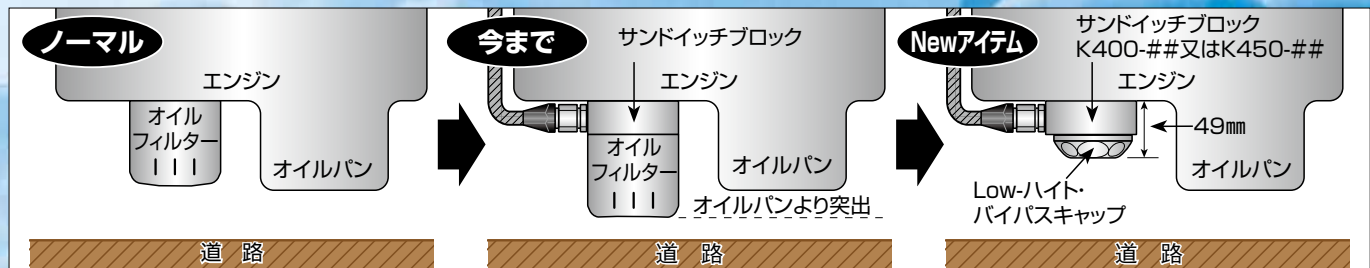 ノーマル
エンジン
オイル
フィルター
オイルパン
道 路
今まで
サンドイッチブロック
エンジン
オイル
フィルター
オイルパン
オイルパンより突出
道 路
Newアイテム
サンドイッチブロック
K400-##又はK450-##
エンジン
49㎜
オイルパン
Low-ハイト・
バイパスキャップ
道 路